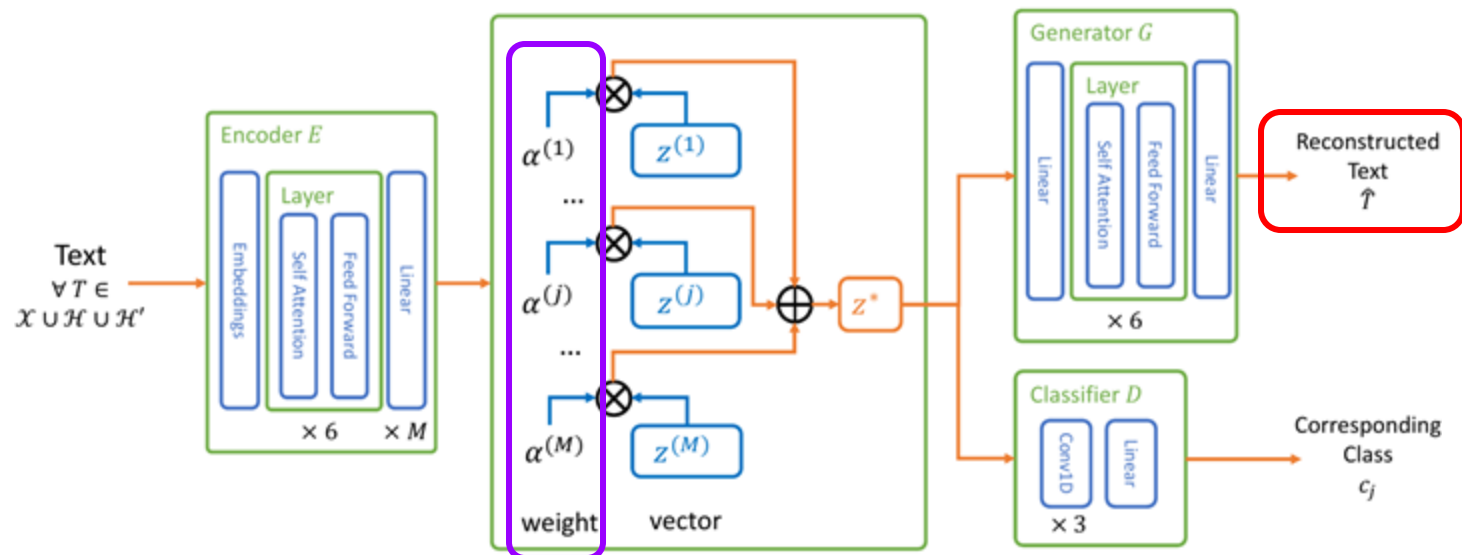 Text
∀ T ∈
𝒳 ∪ ℋ ∪ ℋ′
Encoder E
Embeddings
Layer
Self Attention
Feed Forward
× 6
Linear
× M
α⁽¹⁾
z⁽¹⁾
...
α⁽ʲ⁾
z⁽ʲ⁾
...
α⁽ᴹ⁾
z⁽ᴹ⁾
weight
vector
z*
Generator G
Linear
Layer
Self Attention
Feed Forward
× 6
Linear
Reconstructed
Text
T̂
Classifier D
Conv1D
Linear
× 3
Corresponding
Class
cⱼ